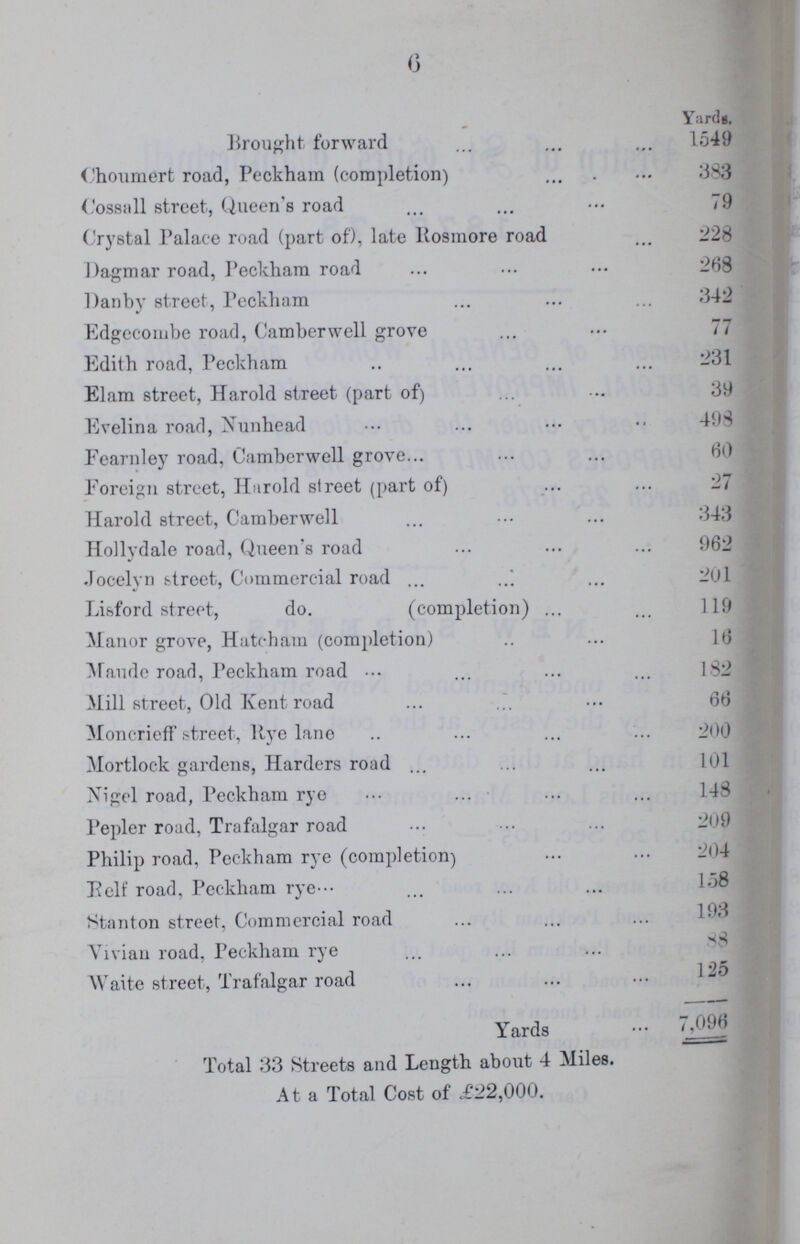 6
Yards.
Brought forward ... ... ... 1549
Choumert road, Peckham (completion) ... ... 383
Cossall street, Queen's road ... ... ... 79
Crystal Palace road (part of), late Rosmore road ... 228
Dagmar road, Peckham road ... ... ... 268
Danby street, Peckham ... ... ... 342
Edgecombe road, Camberwell grove ... ... 77
Edith road, Peckham .. ... ... ... 231
Elam street, Harold street (part of) ... ... 39
Evelina road, Nunhead ... ... ... .. 498
Fearnley road, Camberwell grove... ... ... 60
Foreign street, Harold street (part of) ... ... 27
Harold street, Camberwell ... ... ... 343
Hollydale road, Queen's road ... ... ... 962
Jocelyn street, Commercial road ... ... ... 201
Lisford street, do. (completion) ... ... 119
Manor grove, Hatcham (completion) .. ... 16
Maude road, Peckham road ... ... ... ... 182
Mill street, Old Kent road ... ... ... 66
Moncrieff street, Rye lane .. ... ... ... 200
Mortlock gardens, Harders road ... ... ... 101
Nigel road, Peckham rye ... ... ... ... 148
Pepler road, Trafalgar road ... ... ... 209
Philip road, Peckham rye (completion) ... ... 204
Relf road, Peckham rye... ... ... ... 158
Stanton street, Commercial road ... ... ... 193
Vivian road, Peckham rye ... ... ... 88
Waite street, Trafalgar road ... ... ... 125
Yards ... 7,096
Total 33 Streets and Length about 4 Miles.
At a Total Cost of £22,000.